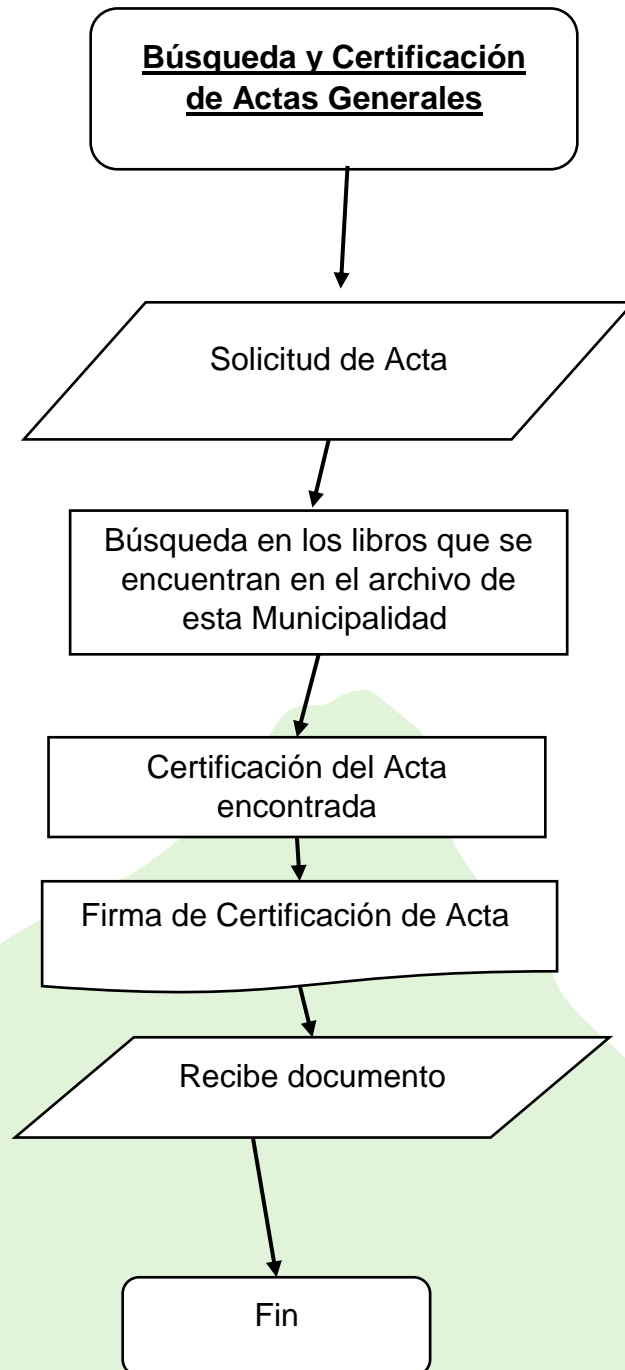 Búsqueda y Certificación
de Actas Generales
Solicitud de Acta
Búsqueda en los libros que se
encuentran en el archivo de
esta Municipalidad
Certificación del Acta
encontrada
Firma de Certificación de Acta
Recibe documento
Fin